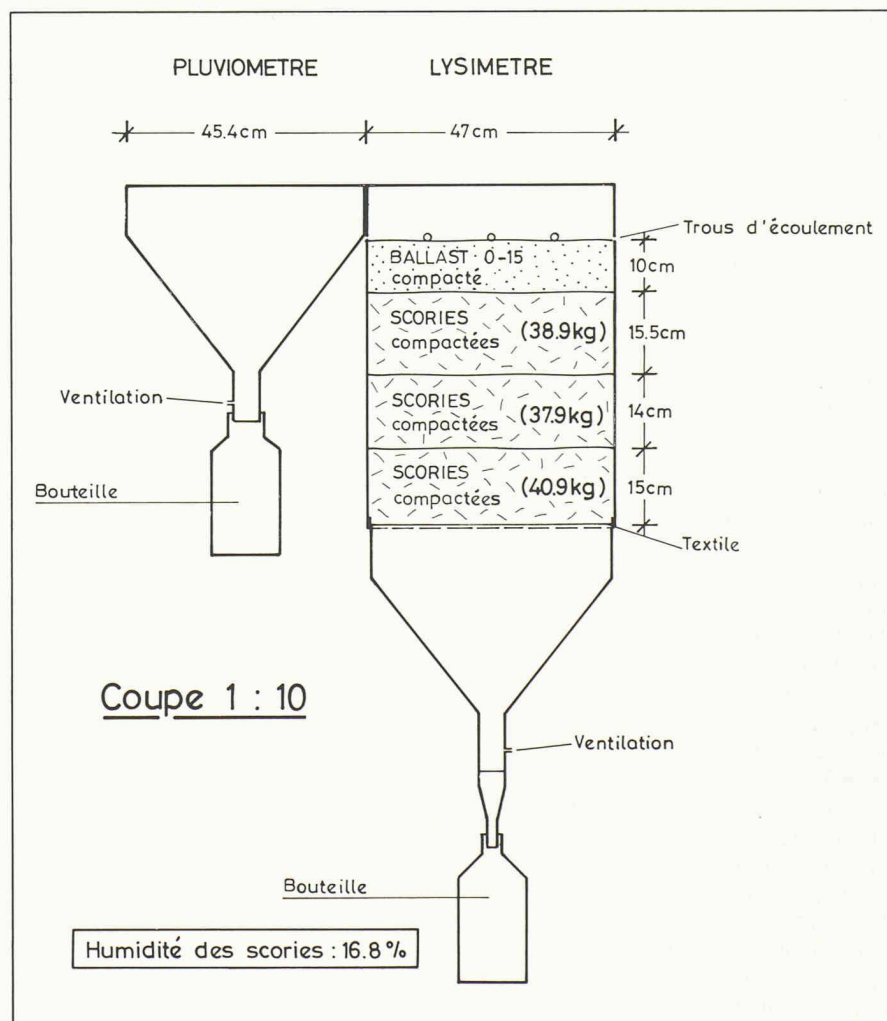 PLUVIOMETRE
LYSIMETRE
45.4cm
47cm
Trous d'écoulement
BALLAST 0-15
compacté
10cm
SCORIES
compactées (38.9kg)
15.5cm
Ventilation
SCORIES
compactées (37.9kg)
14cm
Bouteille
SCORIES
compactées (40.9kg)
15cm
Textile
Coupe 1 : 10
Ventilation
Bouteille
Humidité des scories : 16.8 %